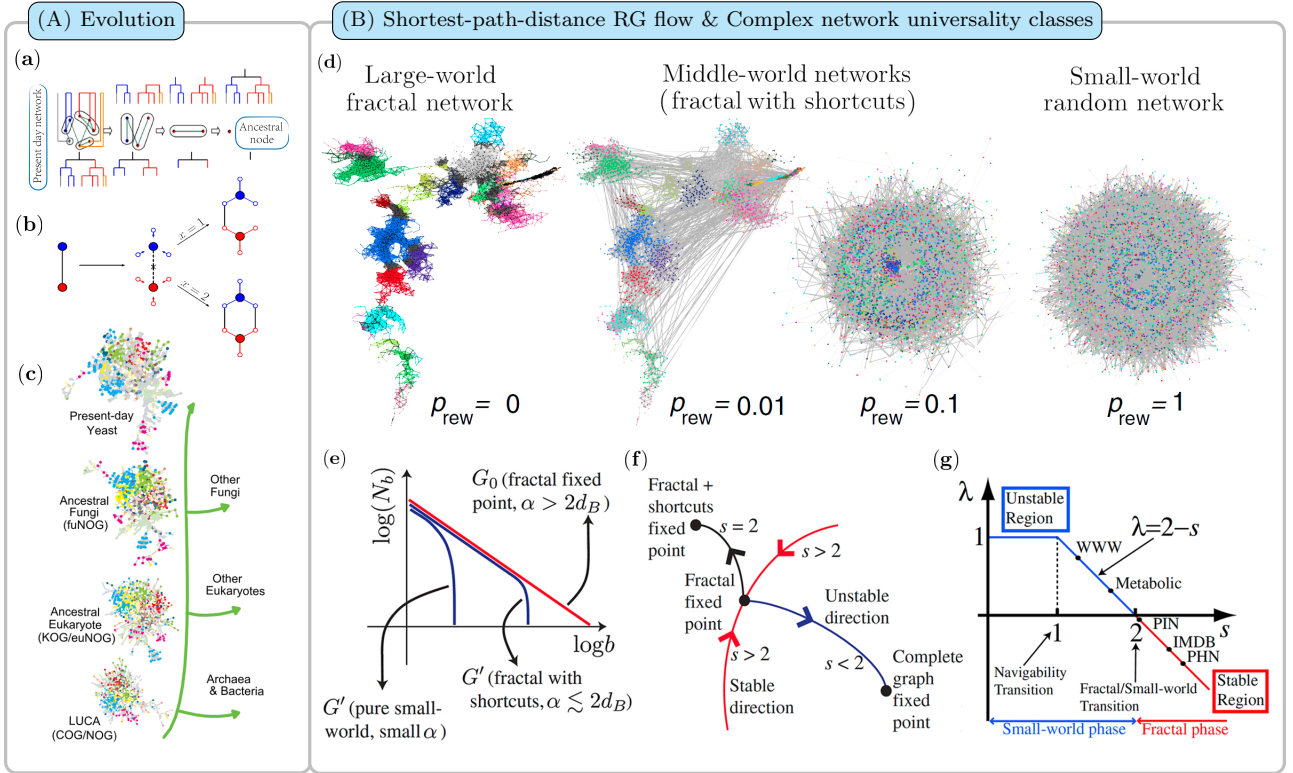 (A) Evolution
(a)
Present day network
Ancestral
node
(b)
x = 1
x = 2
(c)
Present-day
Yeast
Ancestral
Fungi
(fuNOG)
Other
Fungi
Ancestral
Eukaryote
(KOG/euNOG)
Other
Eukaryotes
LUCA
(COG/NOG)
Archaea
& Bacteria
(B) Shortest-path-distance RG flow & Complex network universality classes
(d)
Large-world
fractal network
Middle-world networks
(fractal with shortcuts)
Small-world
random network
p_rew = 0
p_rew = 0.01
p_rew = 0.1
p_rew = 1
(e)
log(N_b)
G_0 (fractal fixed
point, α > 2d_B)
logb
G′ (fractal with
shortcuts, α ≲ 2d_B)
G′ (pure small-
world, small α)
(f)
Fractal +
shortcuts
fixed
point
s = 2
s > 2
Fractal
fixed
point
Unstable
direction
s < 2
s > 2
Stable
direction
Complete
graph
fixed
point
(g)
λ
Unstable
Region
λ=2−s
1
WWW
Metabolic
PIN
IMDB
PHN
1
2
s
Navigability
Transition
Fractal/Small-world
Transition
Stable
Region
Small-world phase
Fractal phase